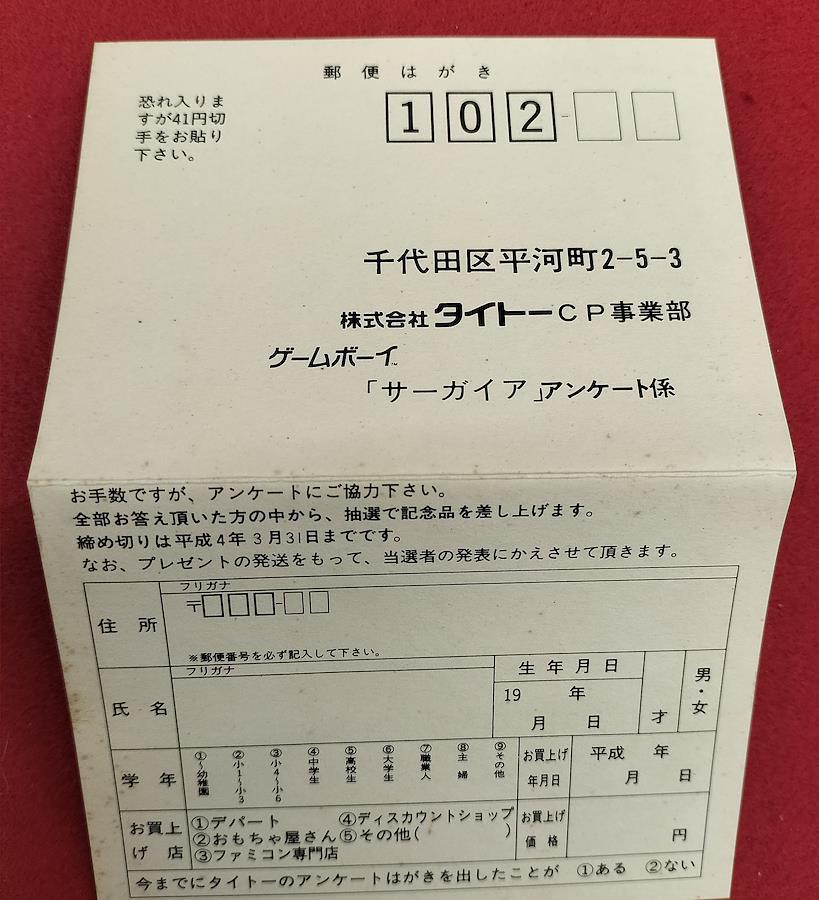 郵便はがき
恐れ入りま
すが41円切
手をお貼り
下さい。
102-
千代田区平河町2-5-3
株式会社タイトーCP事業部
ゲームボーイ™
「サーガイア」アンケート係
お手数ですが、アンケートにご協力下さい。
全部お答え頂いた方の中から、抽選で記念品を差し上げます。
締め切りは平成4年3月31日までです。
なお、プレゼントの発送をもって、当選者の発表にかえさせて頂きます。
フリガナ
住所
〒 -
※郵便番号を必ず記入して下さい。
フリガナ
氏名
生年月日
19 年
月 日
才
男・女
学年
①〜幼稚園
②小1〜小3
③小4〜小6
④中学生
⑤高校生
⑥大学生
⑦職業人
⑧主婦
⑨その他
お買上げ
年月日
平成 年
月 日
お買上
げ店
①デパート ④ディスカウントショップ
②おもちゃ屋さん ⑤その他( )
③ファミコン専門店
お買上げ
価格
円
今までにタイトーのアンケートはがきを出したことが ①ある ②ない